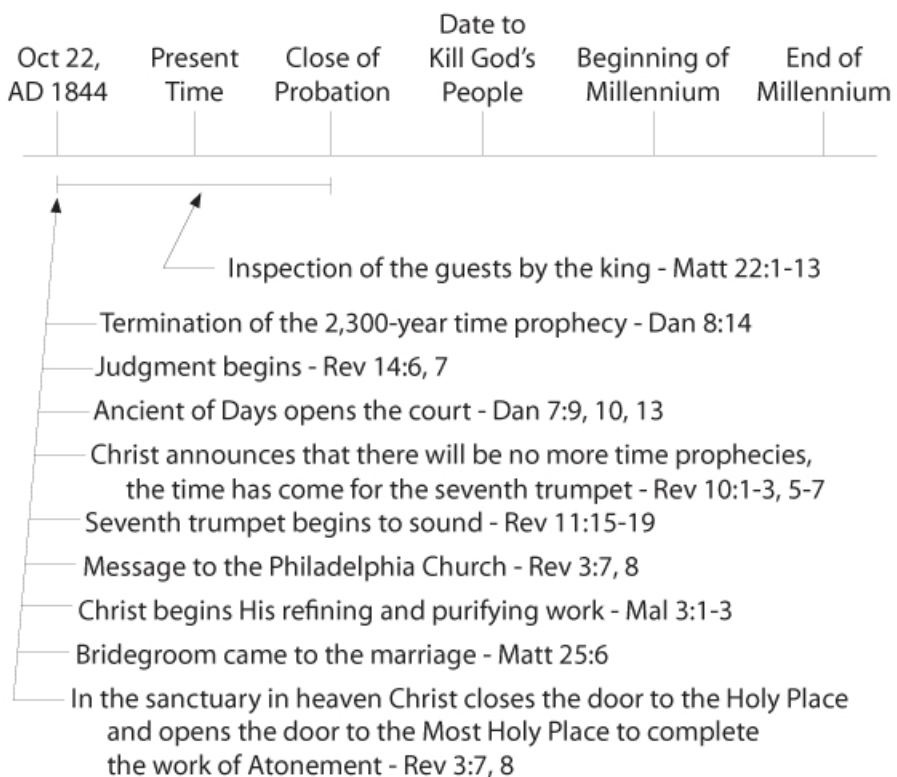 Oct 22,
AD 1844
Present
Time
Close of
Probation
Date to
Kill God's
People
Beginning of
Millennium
End of
Millennium
Inspection of the guests by the king - Matt 22:1-13
Termination of the 2,300-year time prophecy - Dan 8:14
Judgment begins - Rev 14:6, 7
Ancient of Days opens the court - Dan 7:9, 10, 13
Christ announces that there will be no more time prophecies,
the time has come for the seventh trumpet - Rev 10:1-3, 5-7
Seventh trumpet begins to sound - Rev 11:15-19
Message to the Philadelphia Church - Rev 3:7, 8
Christ begins His refining and purifying work - Mal 3:1-3
Bridegroom came to the marriage - Matt 25:6
In the sanctuary in heaven Christ closes the door to the Holy Place
and opens the door to the Most Holy Place to complete
the work of Atonement - Rev 3:7, 8